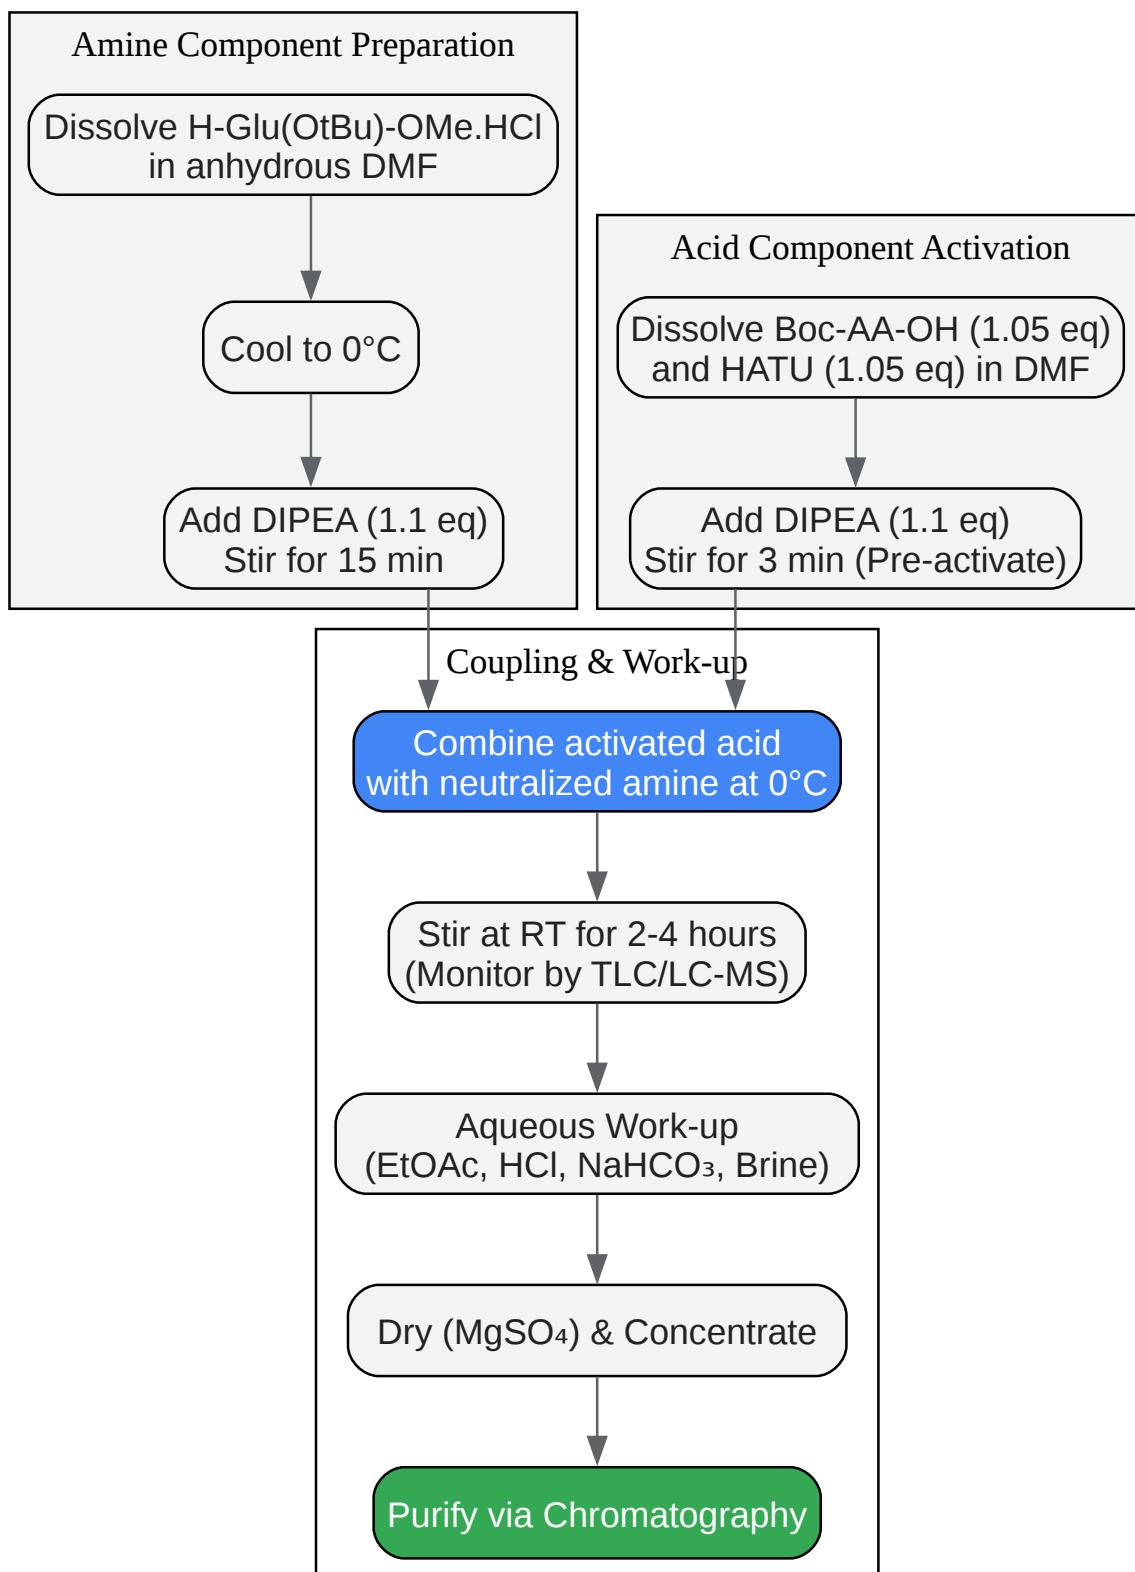 Amine Component Preparation
Dissolve H-Glu(OtBu)-OMe.HCl
in anhydrous DMF
Cool to 0°C
Add DIPEA (1.1 eq)
Stir for 15 min
Acid Component Activation
Dissolve Boc-AA-OH (1.05 eq)
and HATU (1.05 eq) in DMF
Add DIPEA (1.1 eq)
Stir for 3 min (Pre-activate)
Coupling & Work-up
Combine activated acid
with neutralized amine at 0°C
Stir at RT for 2-4 hours
(Monitor by TLC/LC-MS)
Aqueous Work-up
(EtOAc, HCl, NaHCO₃, Brine)
Dry (MgSO₄) & Concentrate
Purify via Chromatography